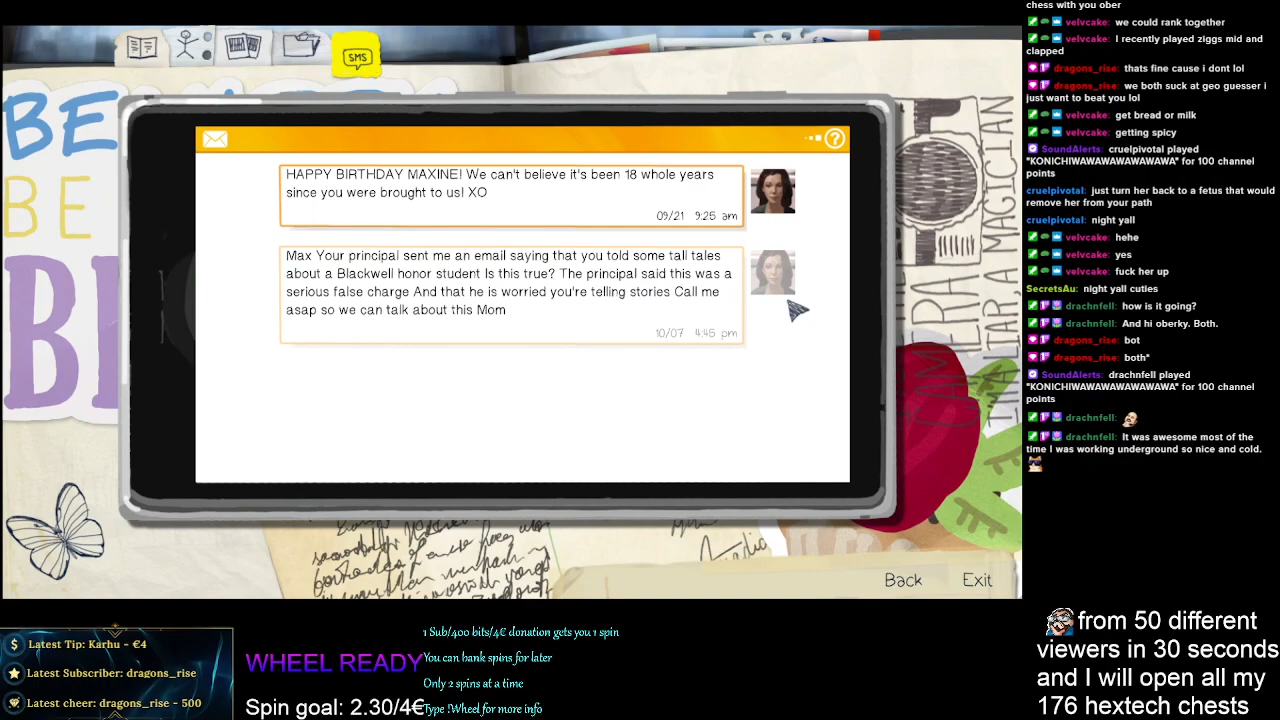 SMS
BE
BE
B
HAPPY BIRTHDAY MAXINE! We can't believe it's been 18 whole years
since you were brought to us! XO
09/21 9:25 am
Max Your principal sent me an email saying that you told some tall tales
about a Blackwell honor student Is this true? The principal said this was a
serious false charge And that he is worried you're telling stories Call me
asap so we can talk about this Mom
10/07 4:45 pm
MAGICIAN
LIAR,
I'M A
Back
Exit
chess with you ober
velvcake: we could rank together
velvcake: I recently played ziggs mid and
clapped
dragons_rise: thats fine cause i dont lol
dragons_rise: we both suck at geo guesser i
just want to beat you lol
velvcake: get bread or milk
velvcake: getting spicy
SoundAlerts: cruelpivotal played
"KONICHIWAWAWAWAWAWAWA" for 100 channel
points
cruelpivotal: just turn her back to a fetus that would
remove her from your path
cruelpivotal: night yall
velvcake: hehe
velvcake: yes
velvcake: fuck her up
SecretsAu: night yall cuties
drachnfell: how is it going?
drachnfell: And hi oberky. Both.
dragons_rise: bot
dragons_rise: both*
SoundAlerts: drachnfell played
"KONICHIWAWAWAWAWAWAWA" for 100 channel
points
drachnfell:
drachnfell: It was awesome most of the
time I was working underground so nice and cold.
$ Latest Tip: Karhu - €4
Latest Subscriber: dragons_rise
Latest cheer: dragons_rise - 500
WHEEL READY
Spin goal: 2.30/4€
1 Sub/400 bits/4€ donation gets you 1 spin
You can bank spins for later
Only 2 spins at a time
Type !Wheel for more info
from 50 different
viewers in 30 seconds
and I will open all my
176 hextech chests